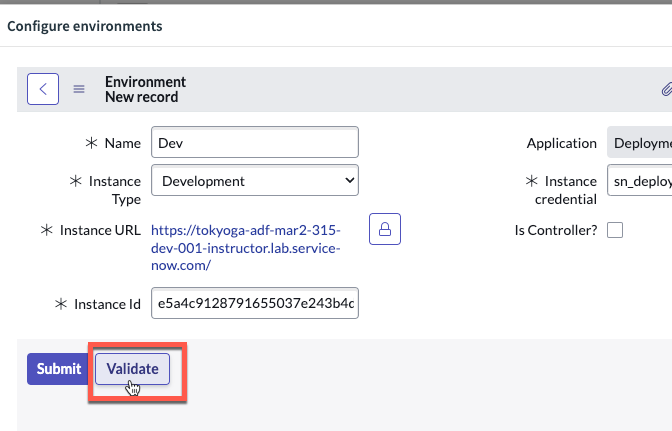 Configure environments
Environment
New record
* Name Dev
Application Deployme
* Instance Type Development
* Instance credential sn_deploy
* Instance URL https://tokyoga-adf-mar2-315-
dev-001-instructor.lab.service-
now.com/
Is Controller?
* Instance Id e5a4c9128791655037e243b4c
Submit Validate